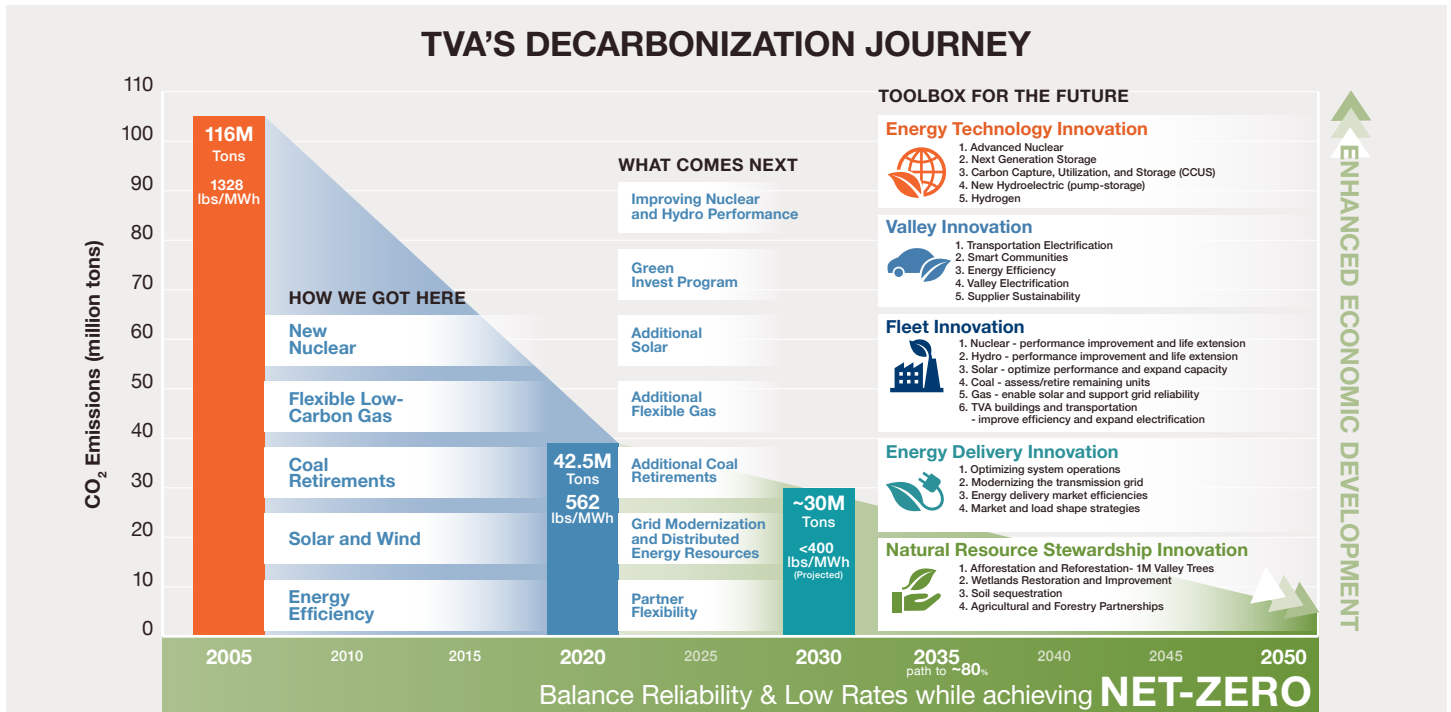 TVA'S DECARBONIZATION JOURNEY
CO2 Emissions (million tons)
110
100
90
80
70
60
50
40
30
20
10
0
116M
Tons
1328
lbs/MWh
HOW WE GOT HERE
New
Nuclear
Flexible Low-
Carbon Gas
Coal
Retirements
Solar and Wind
Energy
Efficiency
42.5M
Tons
562
lbs/MWh
WHAT COMES NEXT
Improving Nuclear
and Hydro Performance
Green
Invest Program
Additional
Solar
Additional
Flexible Gas
Additional Coal
Retirements
Grid Modernization
and Distributed
Energy Resources
Partner
Flexibility
~30M
Tons
<400
lbs/MWh
(Projected)
TOOLBOX FOR THE FUTURE
Energy Technology Innovation
1. Advanced Nuclear
2. Next Generation Storage
3. Carbon Capture, Utilization, and Storage (CCUS)
4. New Hydroelectric (pump-storage)
5. Hydrogen
Valley Innovation
1. Transportation Electrification
2. Smart Communities
3. Energy Efficiency
4. Valley Electrification
5. Supplier Sustainability
Fleet Innovation
1. Nuclear - performance improvement and life extension
2. Hydro - performance improvement and life extension
3. Solar - optimize performance and expand capacity
4. Coal - assess/retire remaining units
5. Gas - enable solar and support grid reliability
6. TVA buildings and transportation
- improve efficiency and expand electrification
Energy Delivery Innovation
1. Optimizing system operations
2. Modernizing the transmission grid
3. Energy delivery market efficiencies
4. Market and load shape strategies
Natural Resource Stewardship Innovation
1. Afforestation and Reforestation- 1M Valley Trees
2. Wetlands Restoration and Improvement
3. Soil sequestration
4. Agricultural and Forestry Partnerships
ENHANCED ECONOMIC DEVELOPMENT
2005
2010
2015
2020
2025
2030
2035
path to ~80%
2040
2045
2050
Balance Reliability & Low Rates while achieving NET-ZERO